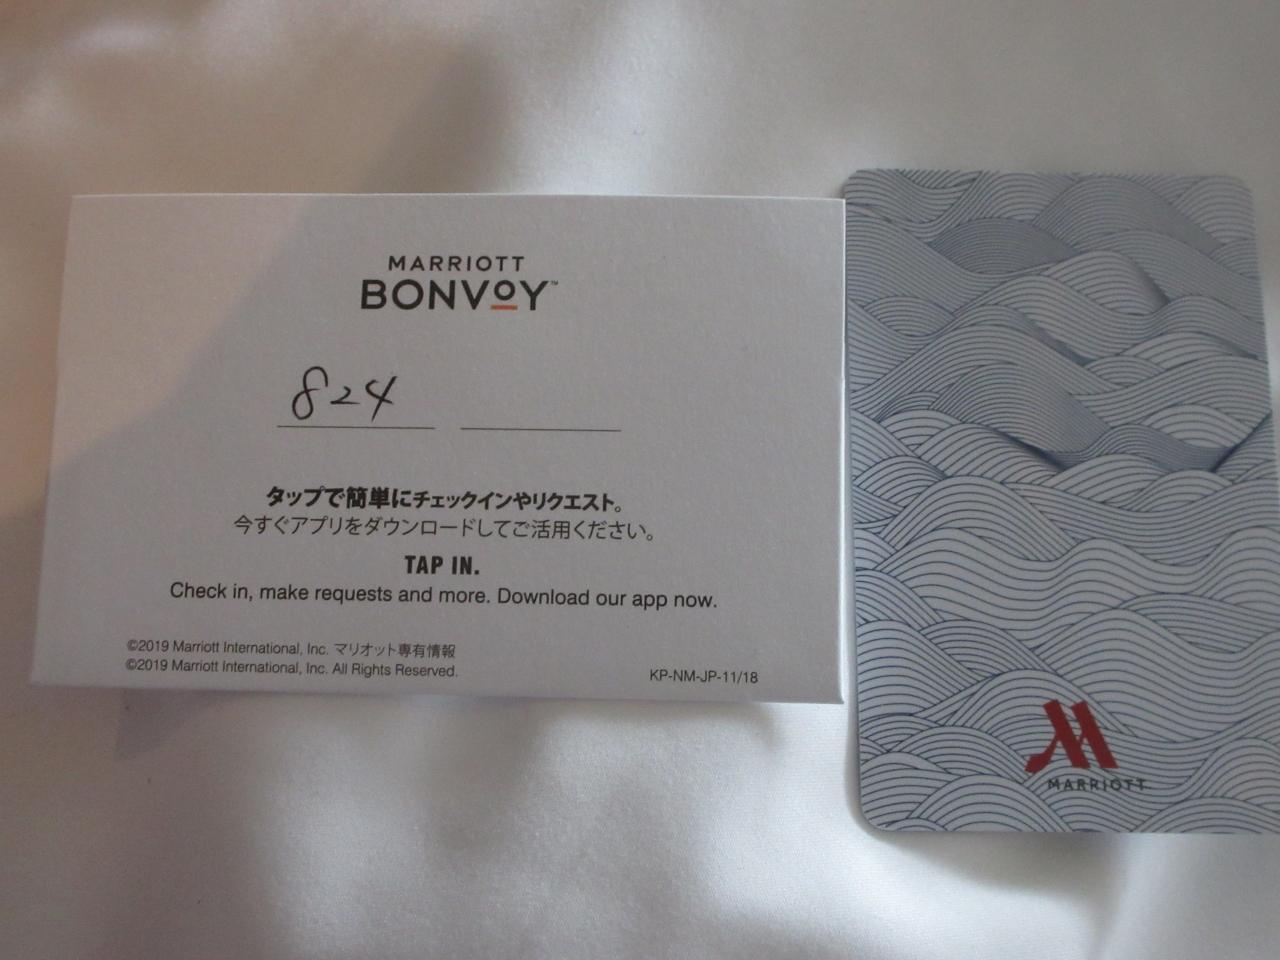 MARRIOTT
BONVOY™
824
タップで簡単にチェックインやリクエスト。
今すぐアプリをダウンロードしてご活用ください。
TAP IN.
Check in, make requests and more. Download our app now.
©2019 Marriott International, Inc. マリオット専有情報
©2019 Marriott International, Inc. All Rights Reserved.
KP-NM-JP-11/18
MARRIOTT